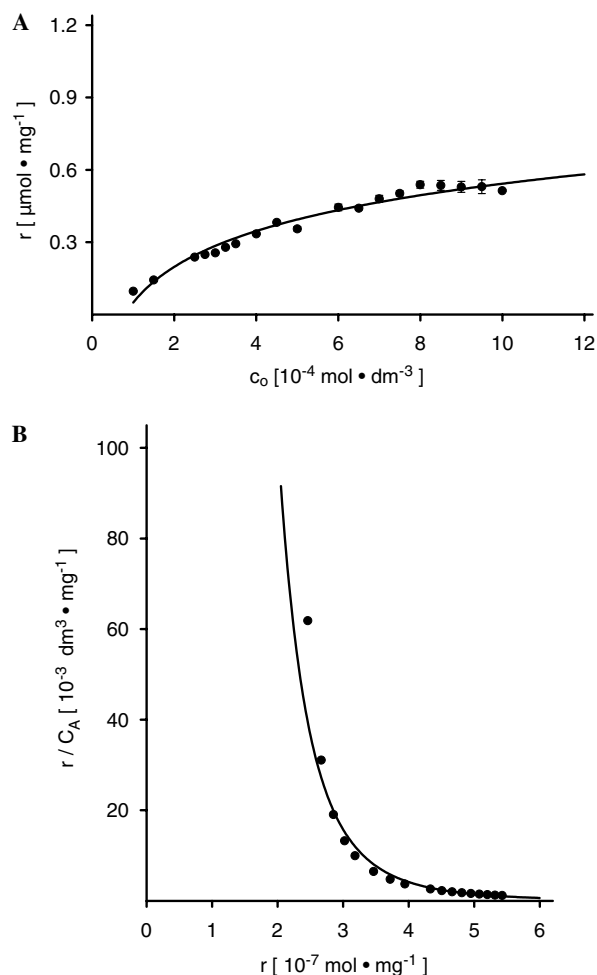 A
1.2
0.9
0.6
0.3
r [ μmol • mg⁻¹ ]
0 2 4 6 8 10 12
cₒ [10⁻⁴ mol • dm⁻³ ]
B
100
80
60
40
20
r / C_A [ 10⁻³ dm³ • mg⁻¹ ]
0 1 2 3 4 5 6
r [ 10⁻⁷ mol • mg⁻¹ ]